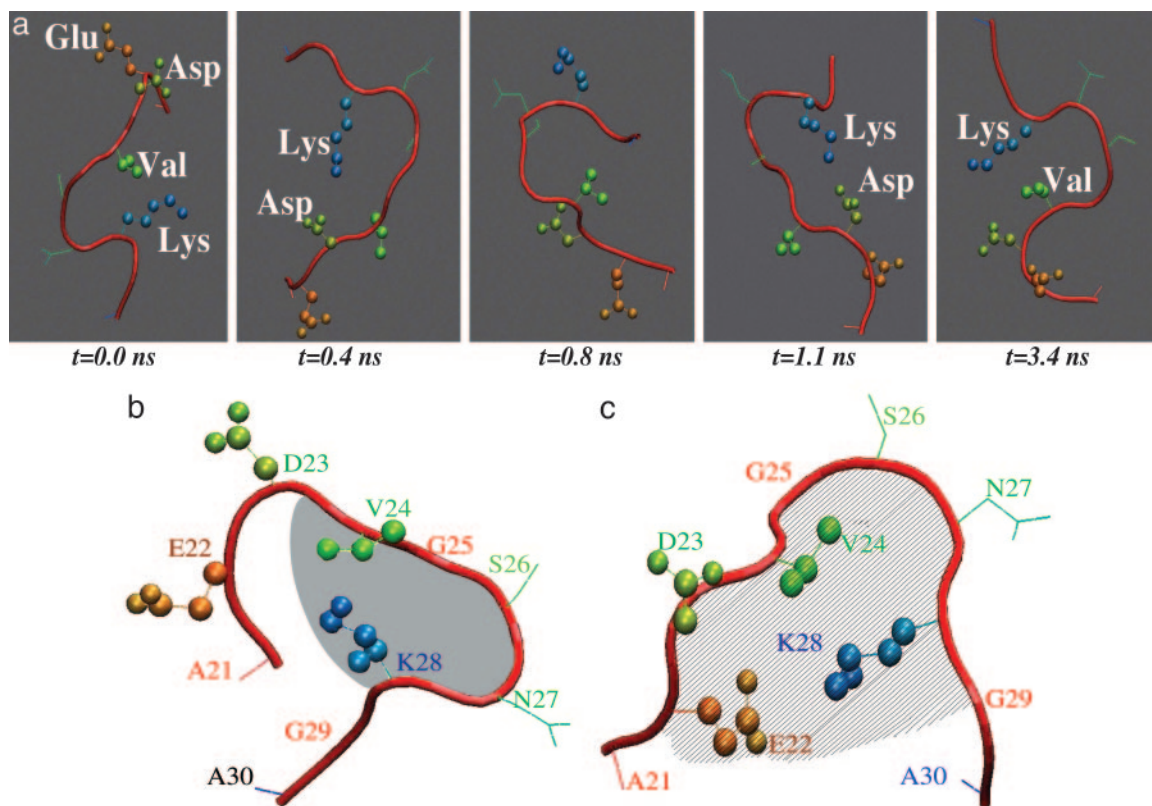 a
Glu
Asp
Val
Lys
Lys
Asp
Lys
Asp
Lys
Val
t=0.0 ns
t=0.4 ns
t=0.8 ns
t=1.1 ns
t=3.4 ns
b
D23
V24
G25
E22
S26
A21
K28
N27
G29
A30
c
S26
G25
N27
D23
V24
K28
G29
E22
A21
A30